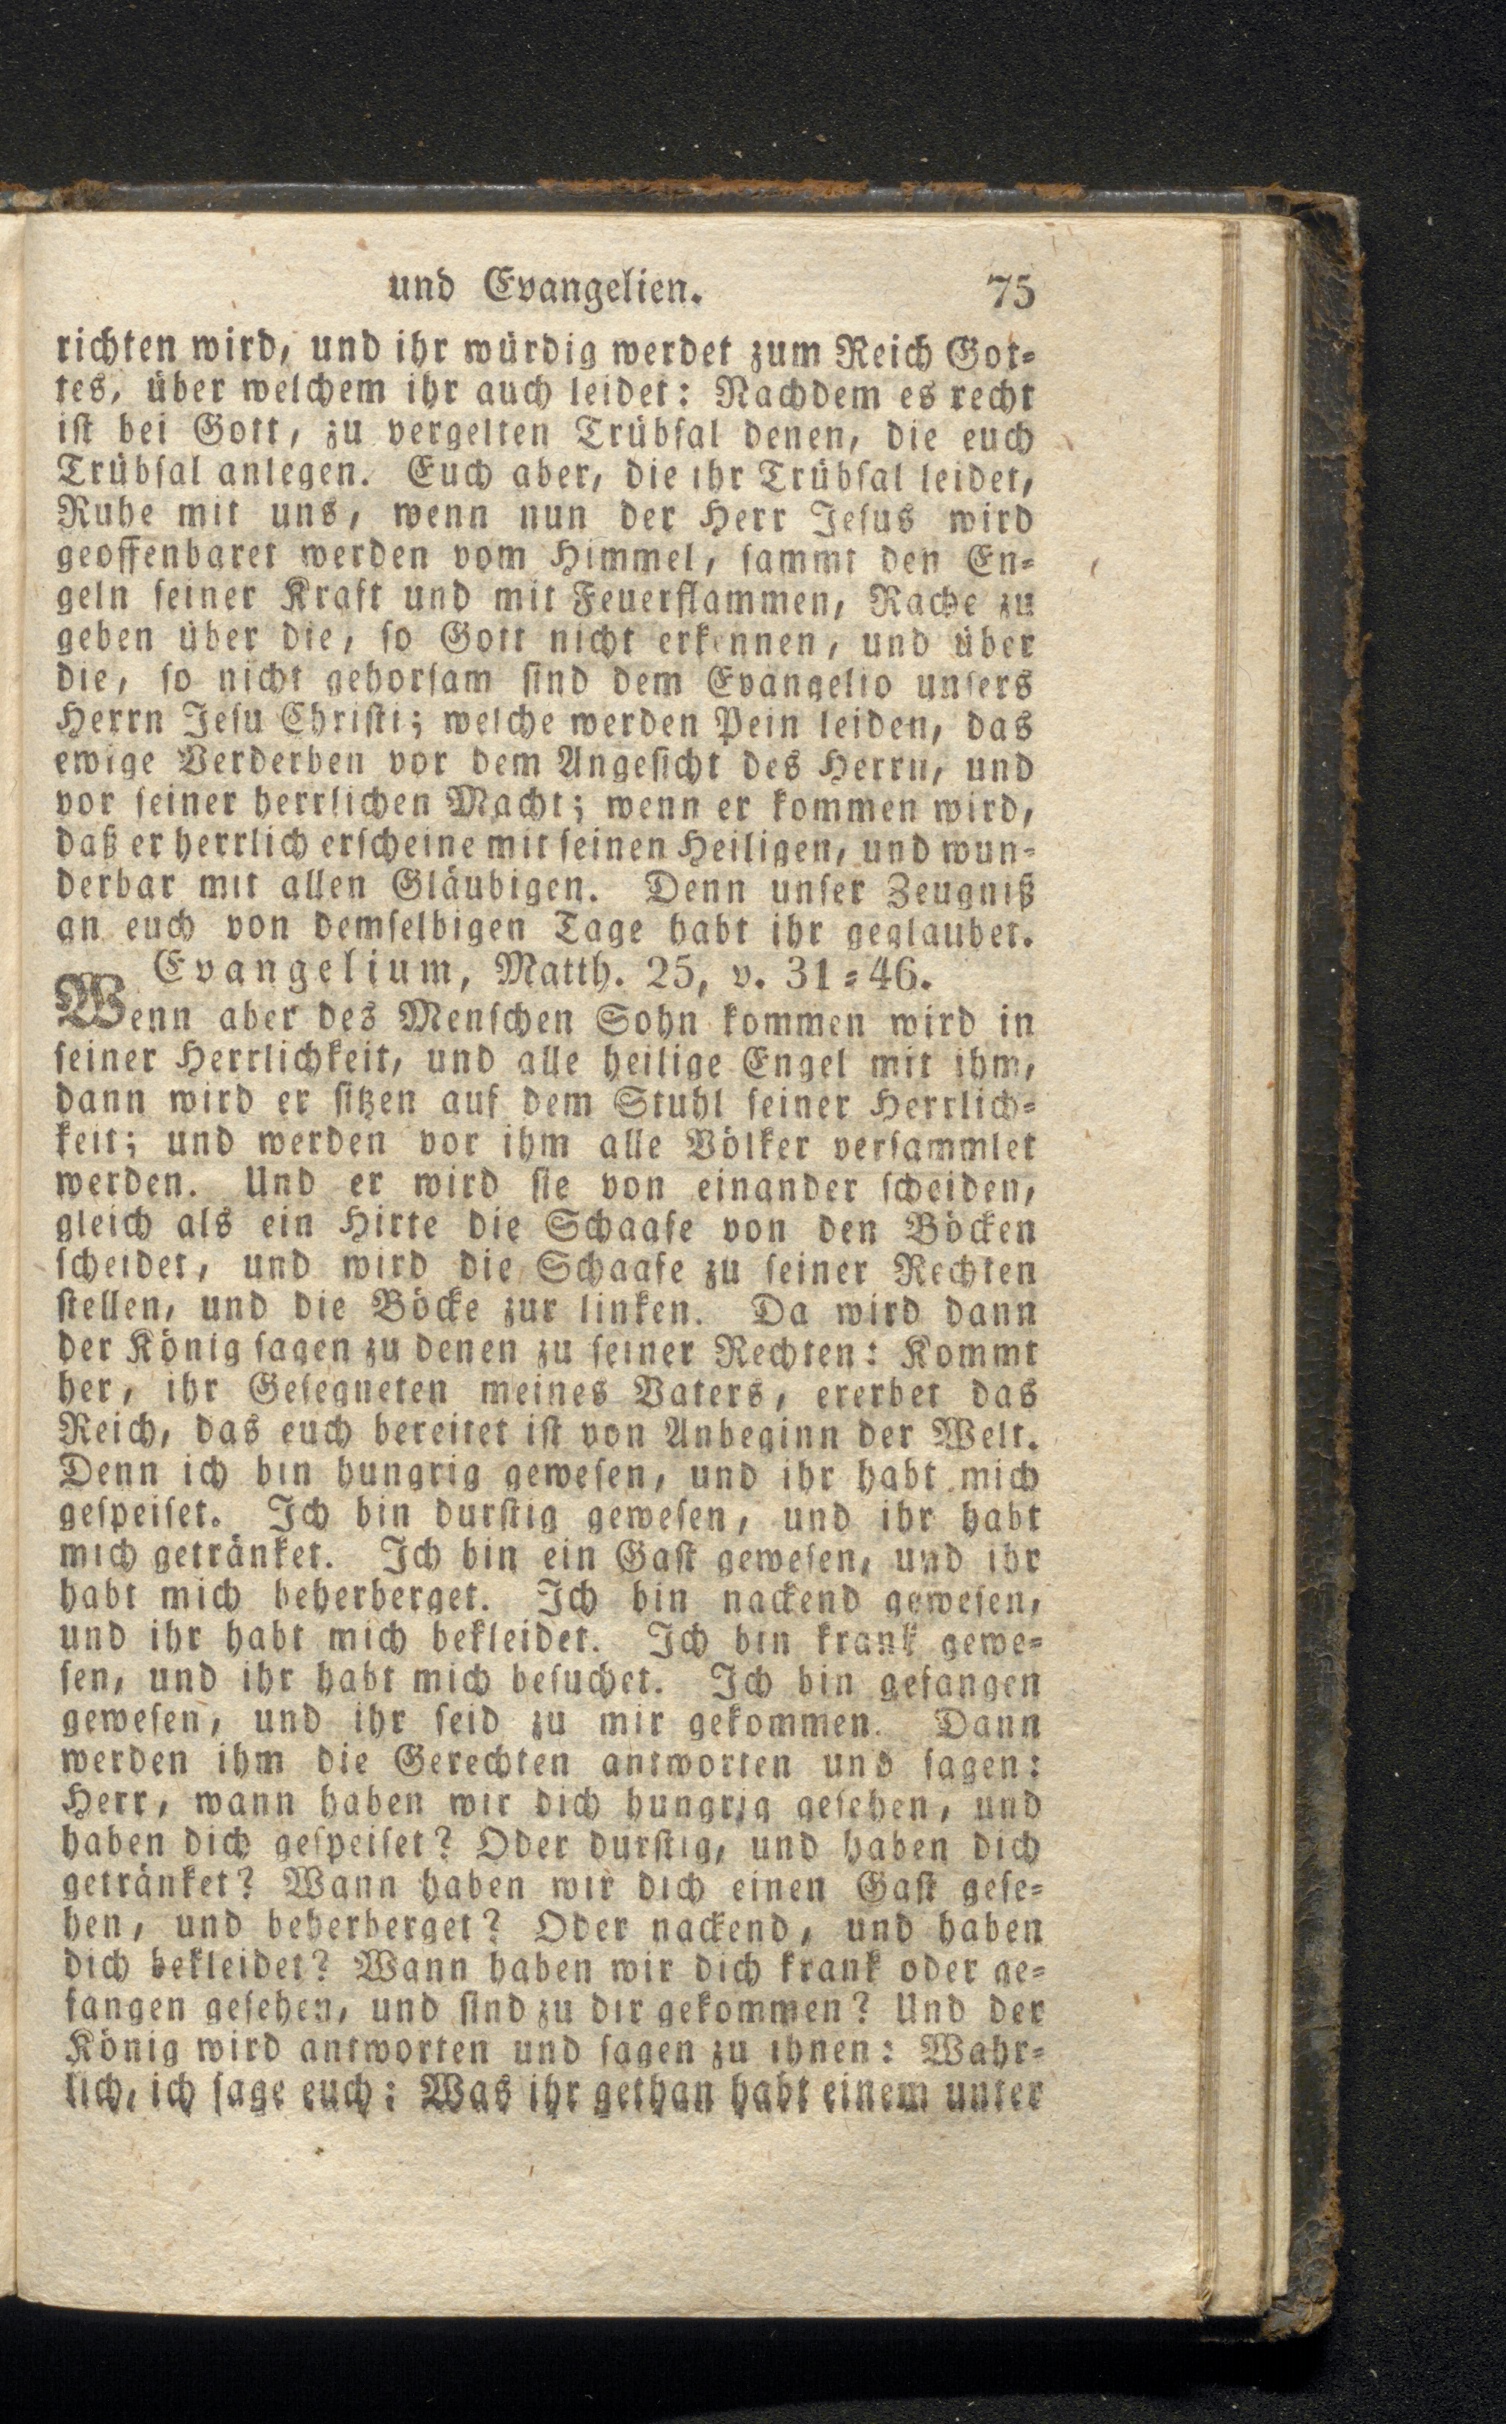 und Evangelien. 75
richten wird, und ihr würdig werdet zum Reich Got-
tes, über welchem ihr auch leidet: Nachdem es recht
ist bei Gott, zu vergelten Trübsal denen, die euch
Trübsal anlegen. Euch aber, die ihr Trübsal leidet,
Ruhe mit uns, wenn nun der Herr Jesus wird
geoffenbaret werden vom Himmel, sammt den En-
geln seiner Kraft und mit Feuerflammen, Rache zu
geben über die, so Gott nicht erkennen, und über
die, so nicht gehorsam sind dem Evangelio unsers
Herrn Jesu Christi; welche werden Pein leiden, das
ewige Verderben vor dem Angesicht des Herrn, und
vor seiner herrlichen Macht; wenn er kommen wird,
daß er herrlich erscheine mit seinen Heiligen, und wun-
derbar mit allen Gläubigen. Denn unser Zeugniß
an euch von demselbigen Tage habt ihr geglaubet.
Evangelium, Matth. 25, v. 31-46.
Wenn aber des Menschen Sohn kommen wird in
seiner Herrlichkeit, und alle heilige Engel mit ihm,
dann wird er sitzen auf dem Stuhl seiner Herrlich-
keit; und werden vor ihm alle Völker versammlet
werden. Und er wird sie von einander scheiden,
gleich als ein Hirte die Schaafe von den Böcken
scheidet, und wird die Schaafe zu seiner Rechten
stellen, und die Böcke zur linken. Da wird dann
der König sagen zu denen zu seiner Rechten: Kommt
her, ihr Gesegneten meines Vaters, ererbet das
Reich, das euch bereitet ist von Anbeginn der Welt.
Denn ich bin hungrig gewesen, und ihr habt mich
gespeiset. Ich bin durstig gewesen, und ihr habt
mich getränket. Ich bin ein Gast gewesen, und ihr
habt mich beherberget. Ich bin nackend gewesen,
und ihr habt mich bekleidet. Ich bin krank gewe-
sen, und ihr habt mich besuchet. Ich bin gefangen
gewesen, und ihr seid zu mir gekommen. Dann
werden ihm die Gerechten antworten und sagen:
Herr, wann haben wir dich hungrig gesehen, und
haben dich gespeiset? Oder durstig, und haben dich
getränket? Wann haben wir dich einen Gast gese-
hen, und beherberget? Oder nackend, und haben
dich bekleidet? Wann haben wir dich krank oder ge-
fangen gesehen, und sind zu dir gekommen? Und der
König wird antworten und sagen zu ihnen: Wahr-
lich, ich sage euch: Was ihr gethan habt einem unter